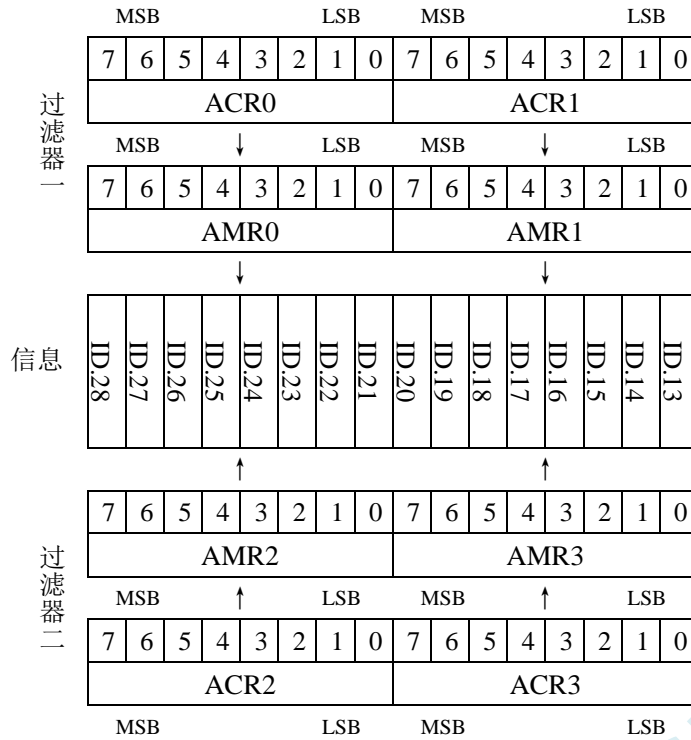 MSB LSB MSB LSB
7 6 5 4 3 2 1 0 7 6 5 4 3 2 1 0
ACR0 ACR1
过滤器一
MSB LSB MSB LSB
7 6 5 4 3 2 1 0 7 6 5 4 3 2 1 0
AMR0 AMR1
信息
ID.28 ID.27 ID.26 ID.25 ID.24 ID.23 ID.22 ID.21 ID.20 ID.19 ID.18 ID.17 ID.16 ID.15 ID.14 ID.13
7 6 5 4 3 2 1 0 7 6 5 4 3 2 1 0
AMR2 AMR3
过滤器二
MSB LSB MSB LSB
7 6 5 4 3 2 1 0 7 6 5 4 3 2 1 0
ACR2 ACR3
MSB LSB MSB LSB